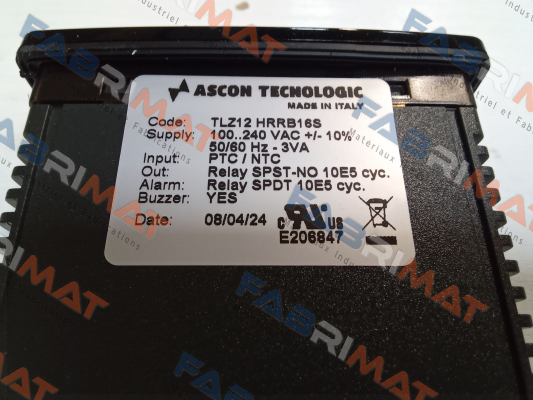 ASCON TECNOLOGIC
MADE IN ITALY
Code: TLZ12 HRRB16S
Supply: 100..240 VAC +/- 10%
50/60 Hz - 3VA
Input: PTC / NTC
Out: Relay SPST-NO 10E5 cyc.
Alarm: Relay SPDT 10E5 cyc.
Buzzer: YES
Date: 08/04/24
c RU US
E206847
FABRIMAT
FABRIMAT
FABRIMAT
FABRIMAT